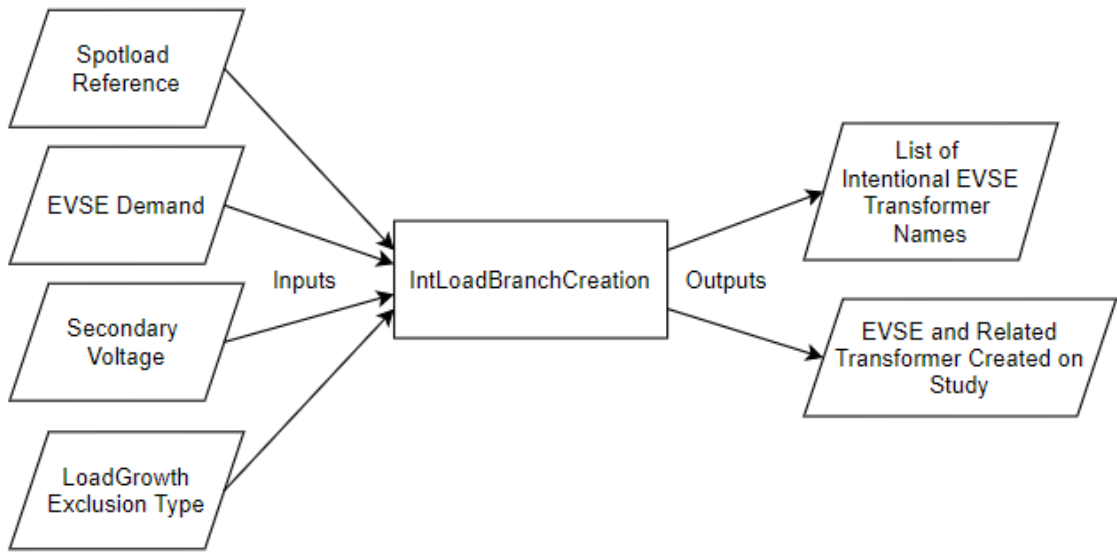 Spotload
Reference
EVSE Demand
Secondary
Voltage
LoadGrowth
Exclusion Type
Inputs
IntLoadBranchCreation
Outputs
List of
Intentional EVSE
Transformer
Names
EVSE and Related
Transformer Created on
Study